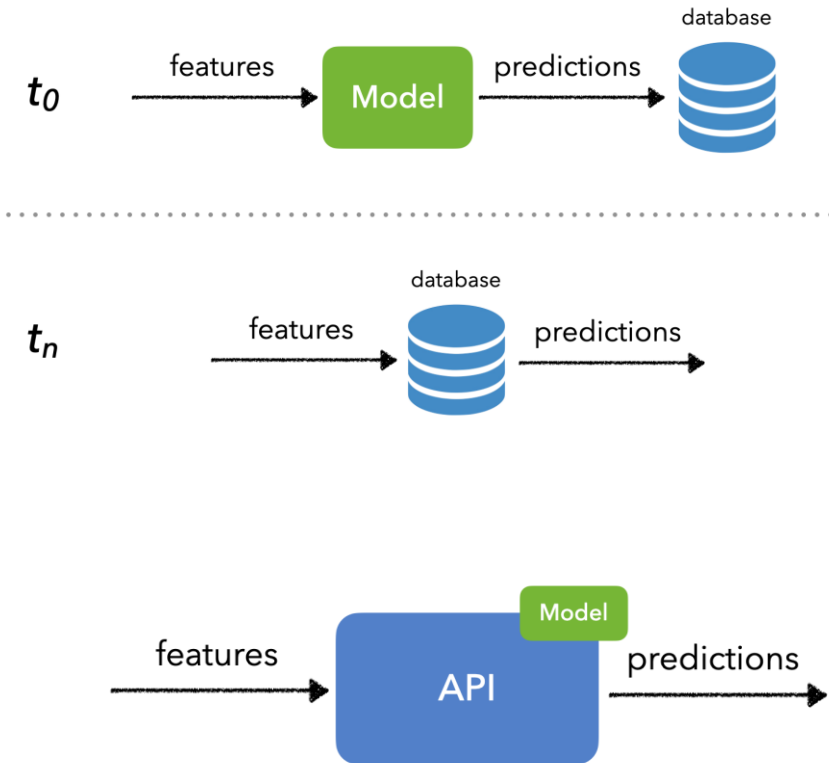 database
features
predictions
t0
Model
database
features
predictions
tn
Model
features
predictions
API